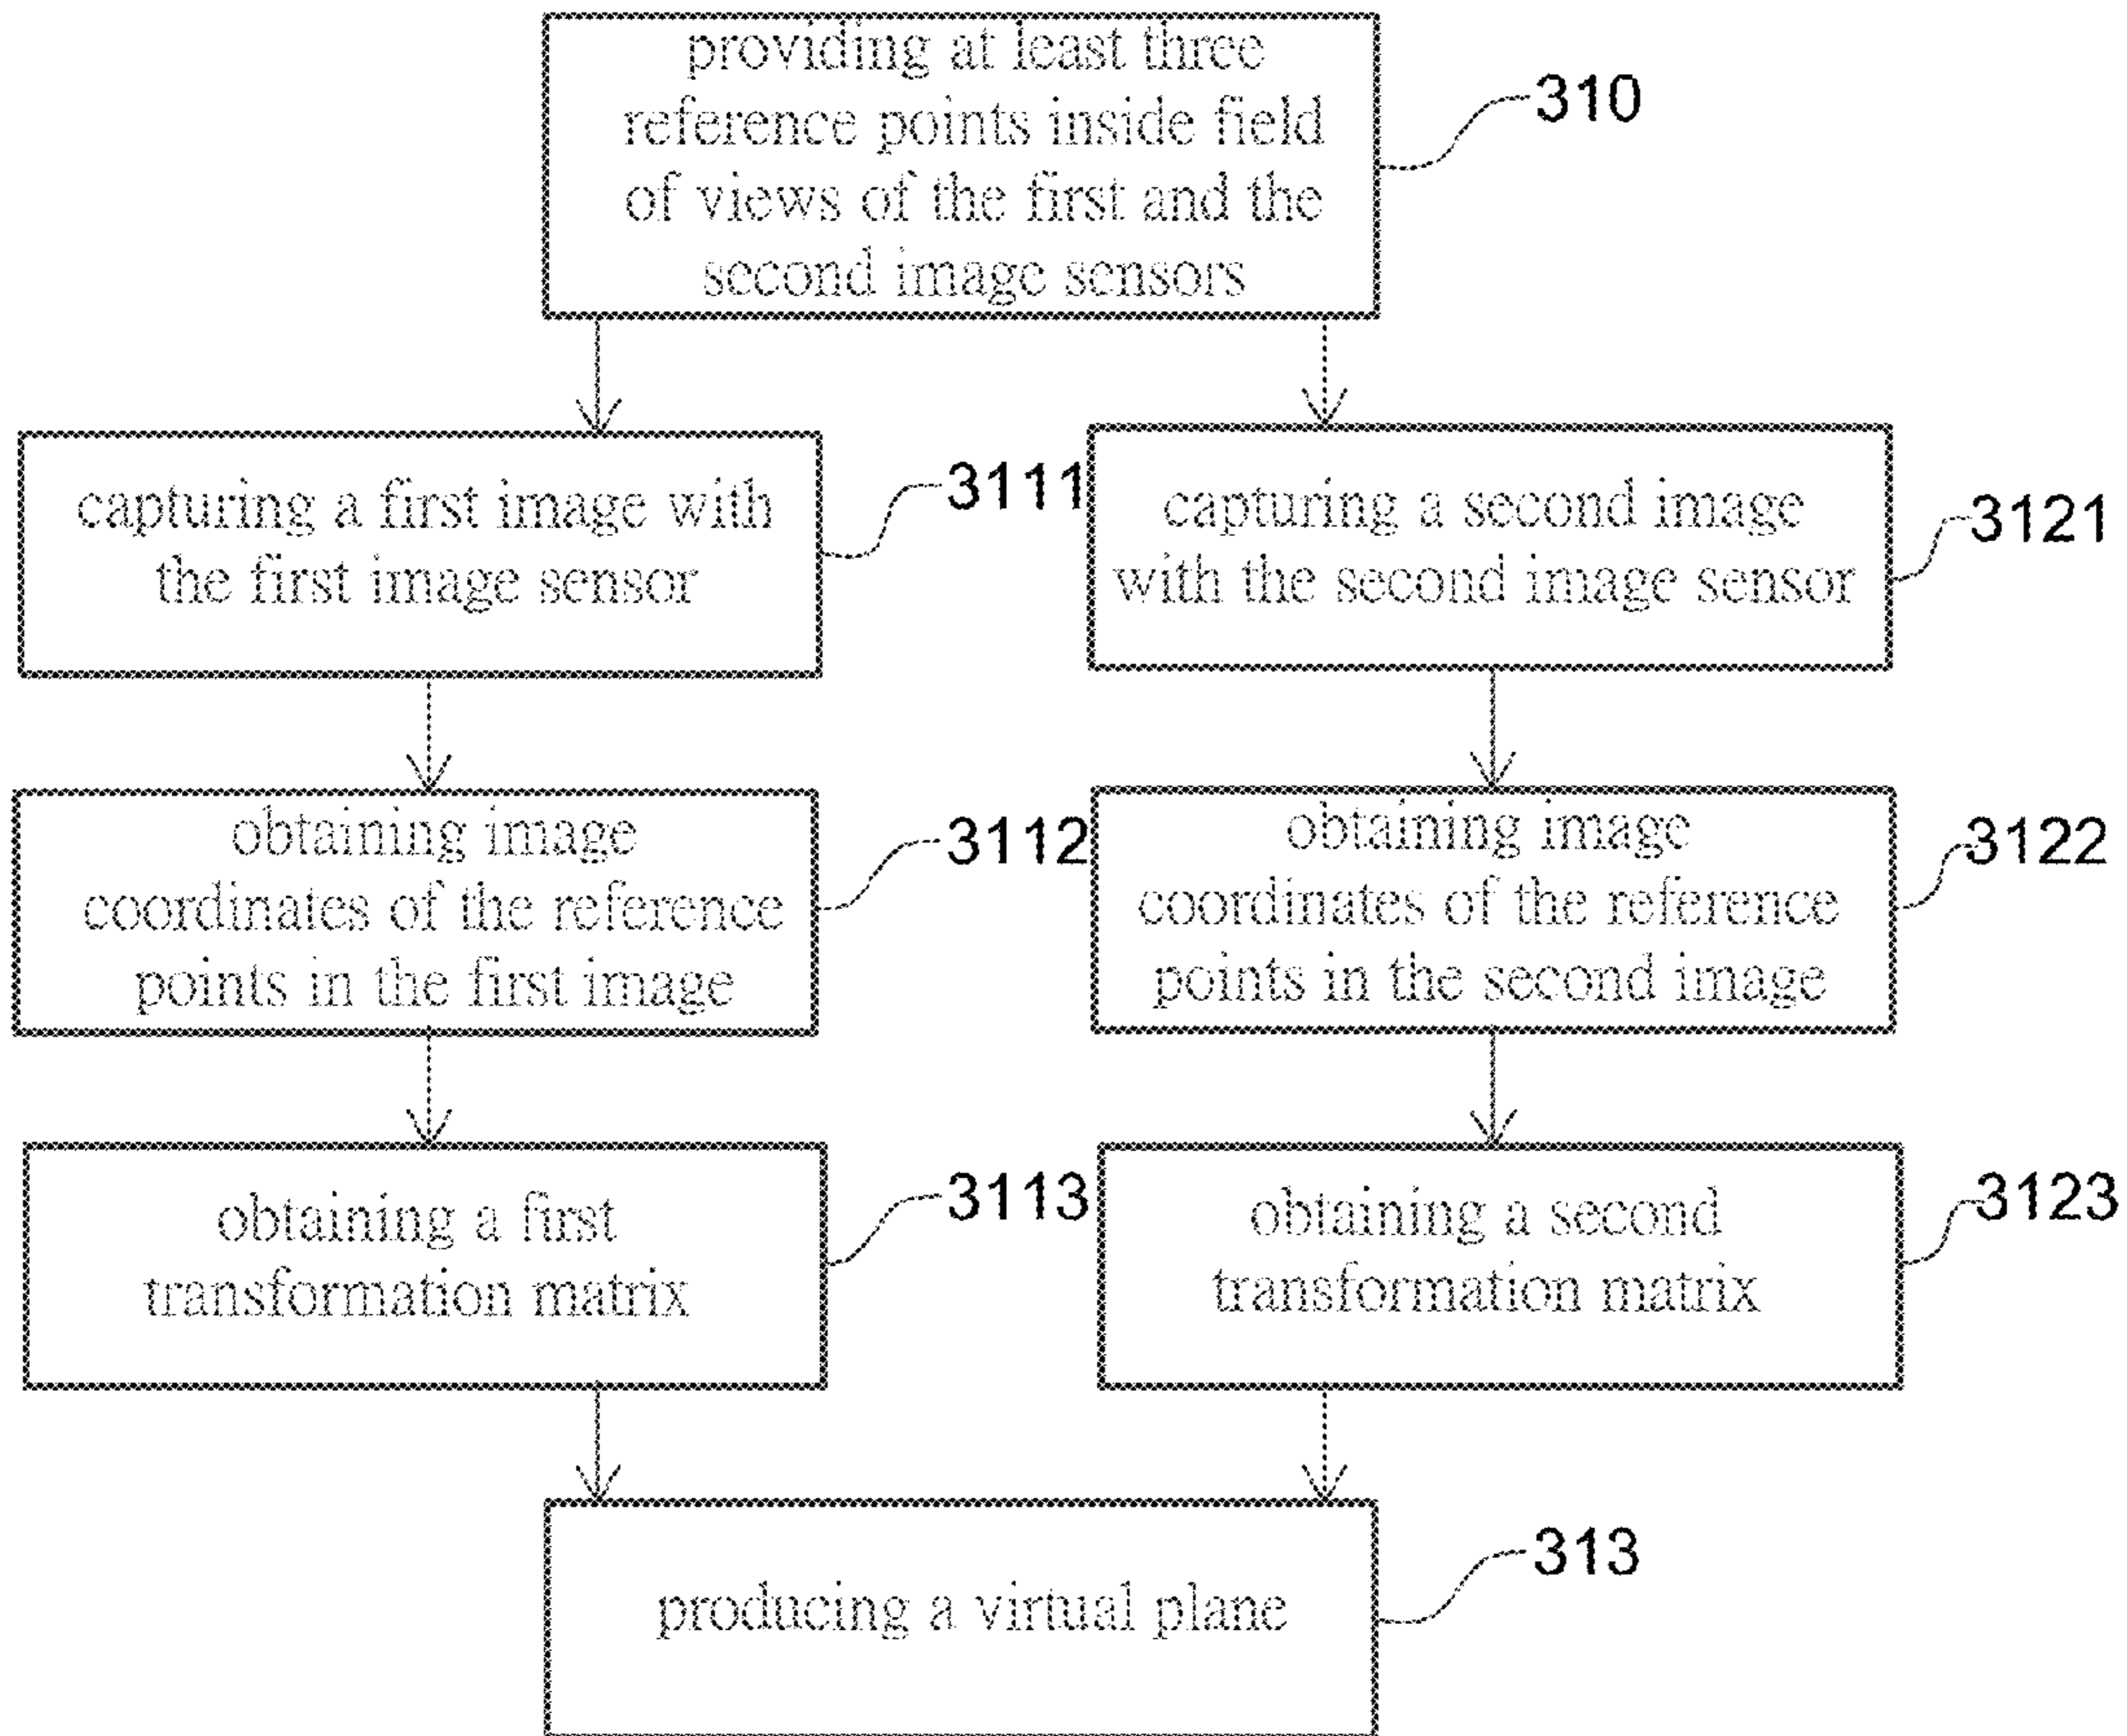 providing at least three
reference points inside field
of views of the first and the
second image sensors
310
capturing a first image with
the first image sensor
3111
capturing a second image
with the second image sensor
3121
obtaining image
coordinates of the reference
points in the first image
3112
obtaining image
coordinates of the reference
points in the second image
3122
obtaining a first
transformation matrix
3113
obtaining a second
transformation matrix
3123
producing a virtual plane
313